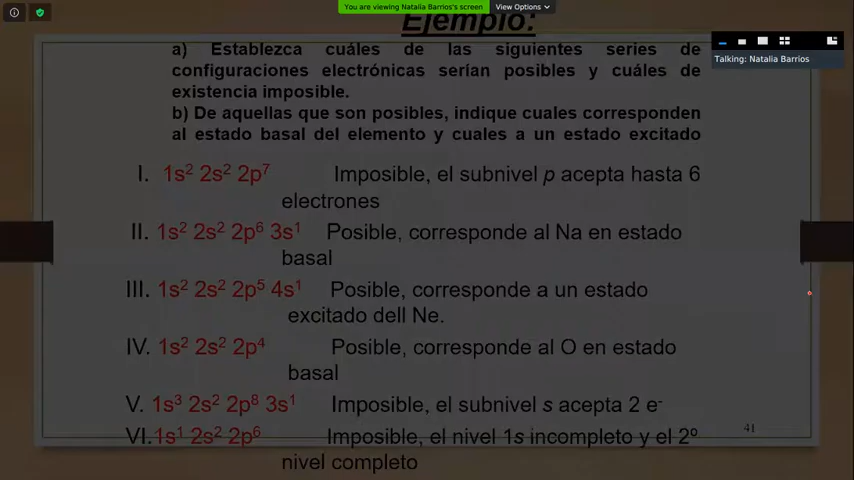 You are viewing Natalia Barrios's screen
View Options
Ejemplo:
Talking: Natalia Barrios
a) Establezca cuáles de las siguientes series de
configuraciones electrónicas serían posibles y cuáles de
existencia imposible.
b) De aquellas que son posibles, indique cuales corresponden
al estado basal del elemento y cuales a un estado excitado
I. 1s² 2s² 2p⁷ Imposible, el subnivel p acepta hasta 6
electrones
II. 1s² 2s² 2p⁶ 3s¹ Posible, corresponde al Na en estado
basal
III. 1s² 2s² 2p⁵ 4s¹ Posible, corresponde a un estado
excitado dell Ne.
IV. 1s² 2s² 2p⁴ Posible, corresponde al O en estado
basal
V. 1s³ 2s² 2p⁸ 3s¹ Imposible, el subnivel s acepta 2 e⁻
41
VI.1s¹ 2s² 2p⁶ Imposible, el nivel 1s incompleto y el 2º
nivel completo